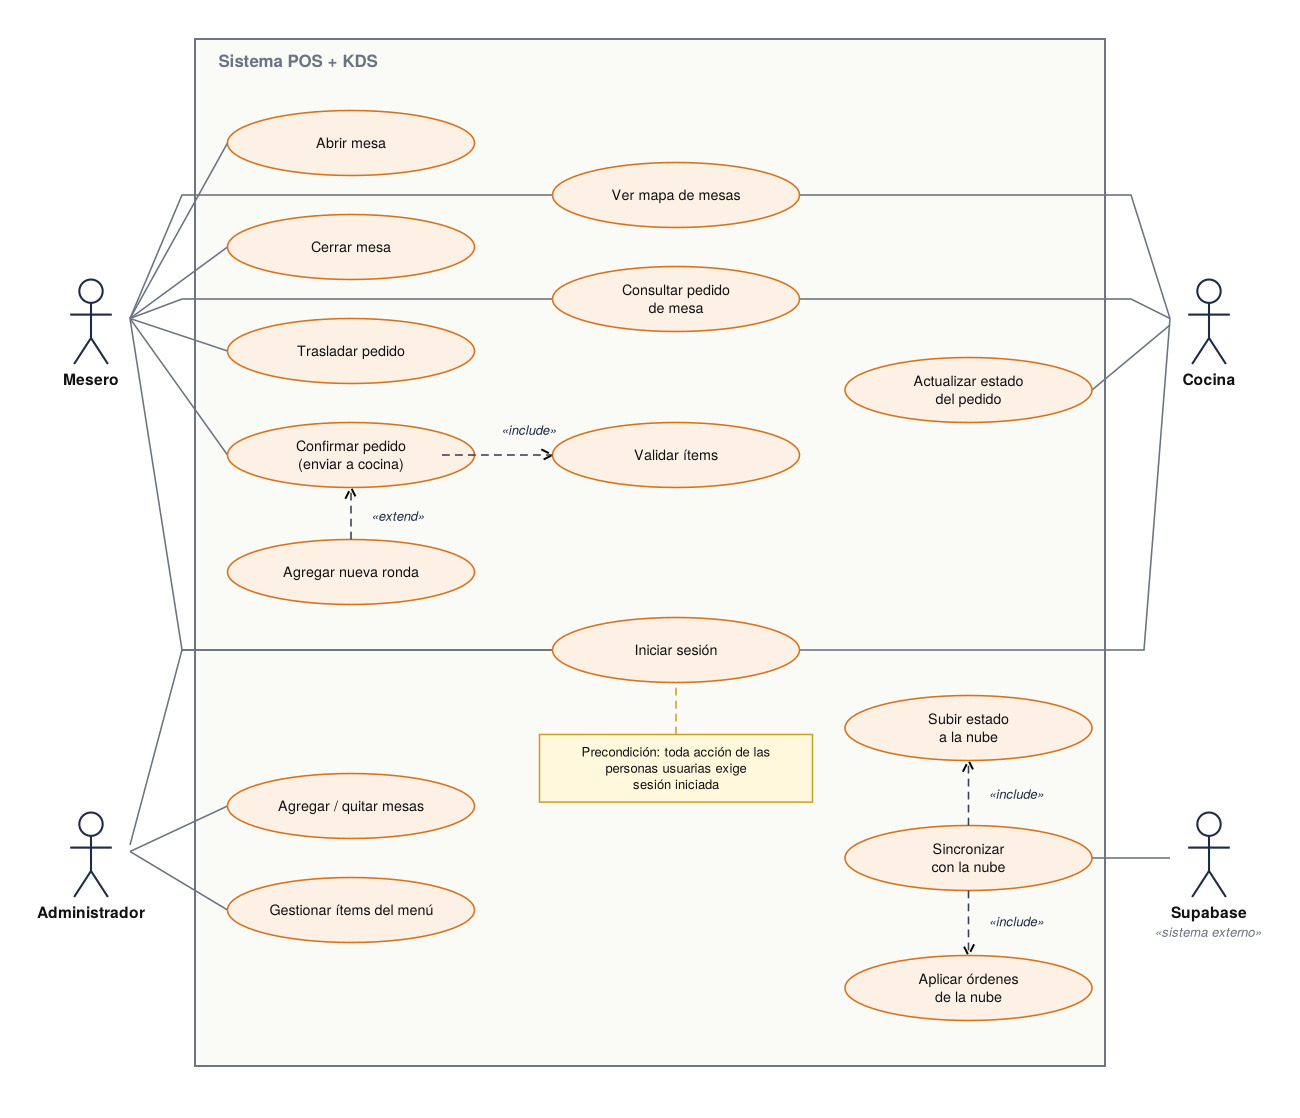 Sistema POS + KDS
Abrir mesa
Ver mapa de mesas
Cerrar mesa
Consultar pedido
de mesa
Trasladar pedido
Mesero
Cocina
Actualizar estado
del pedido
Confirmar pedido
(enviar a cocina)
«include»
Validar ítems
«extend»
Agregar nueva ronda
Iniciar sesión
Subir estado
a la nube
Precondición: toda acción de las
personas usuarias exige
sesión iniciada
«include»
Agregar / quitar mesas
Sincronizar
con la nube
Administrador
Gestionar ítems del menú
«include»
Supabase
«sistema externo»
Aplicar órdenes
de la nube